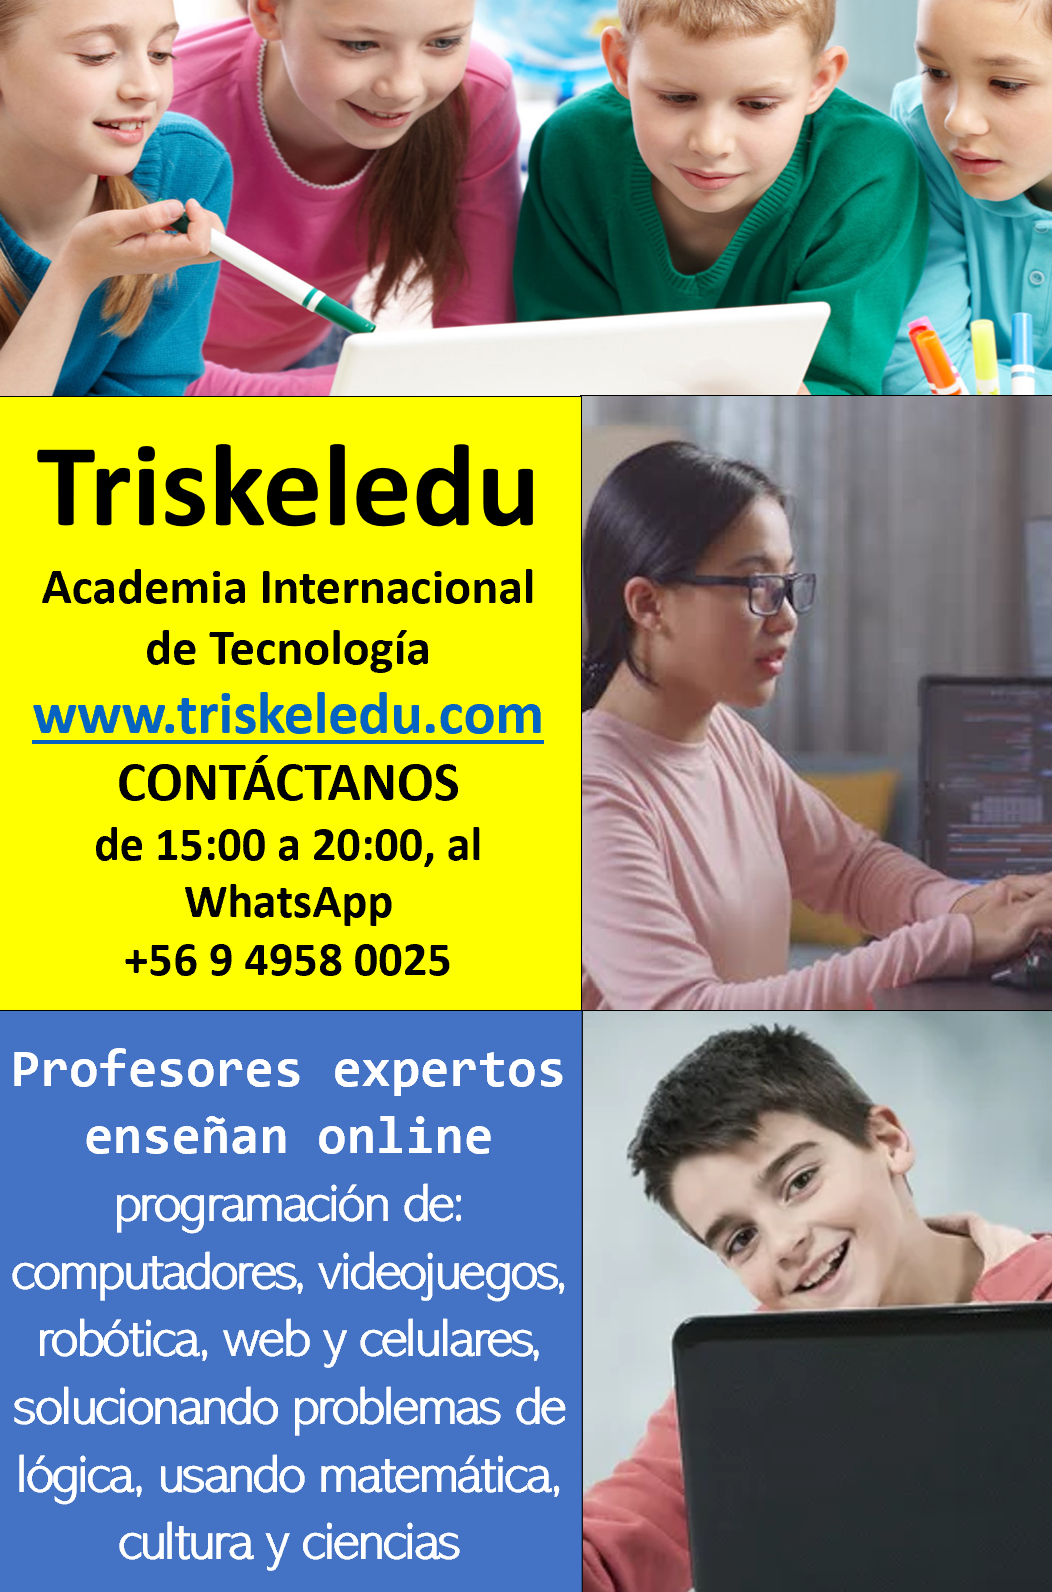 Triskeledu
Academia Internacional
de Tecnología
www.triskeledu.com
CONTÁCTANOS
de 15:00 a 20:00, al
WhatsApp
+56 9 4958 0025
Profesores expertos
enseñan online
programación de:
computadores, videojuegos,
robótica, web y celulares,
solucionando problemas de
lógica, usando matemática,
cultura y ciencias